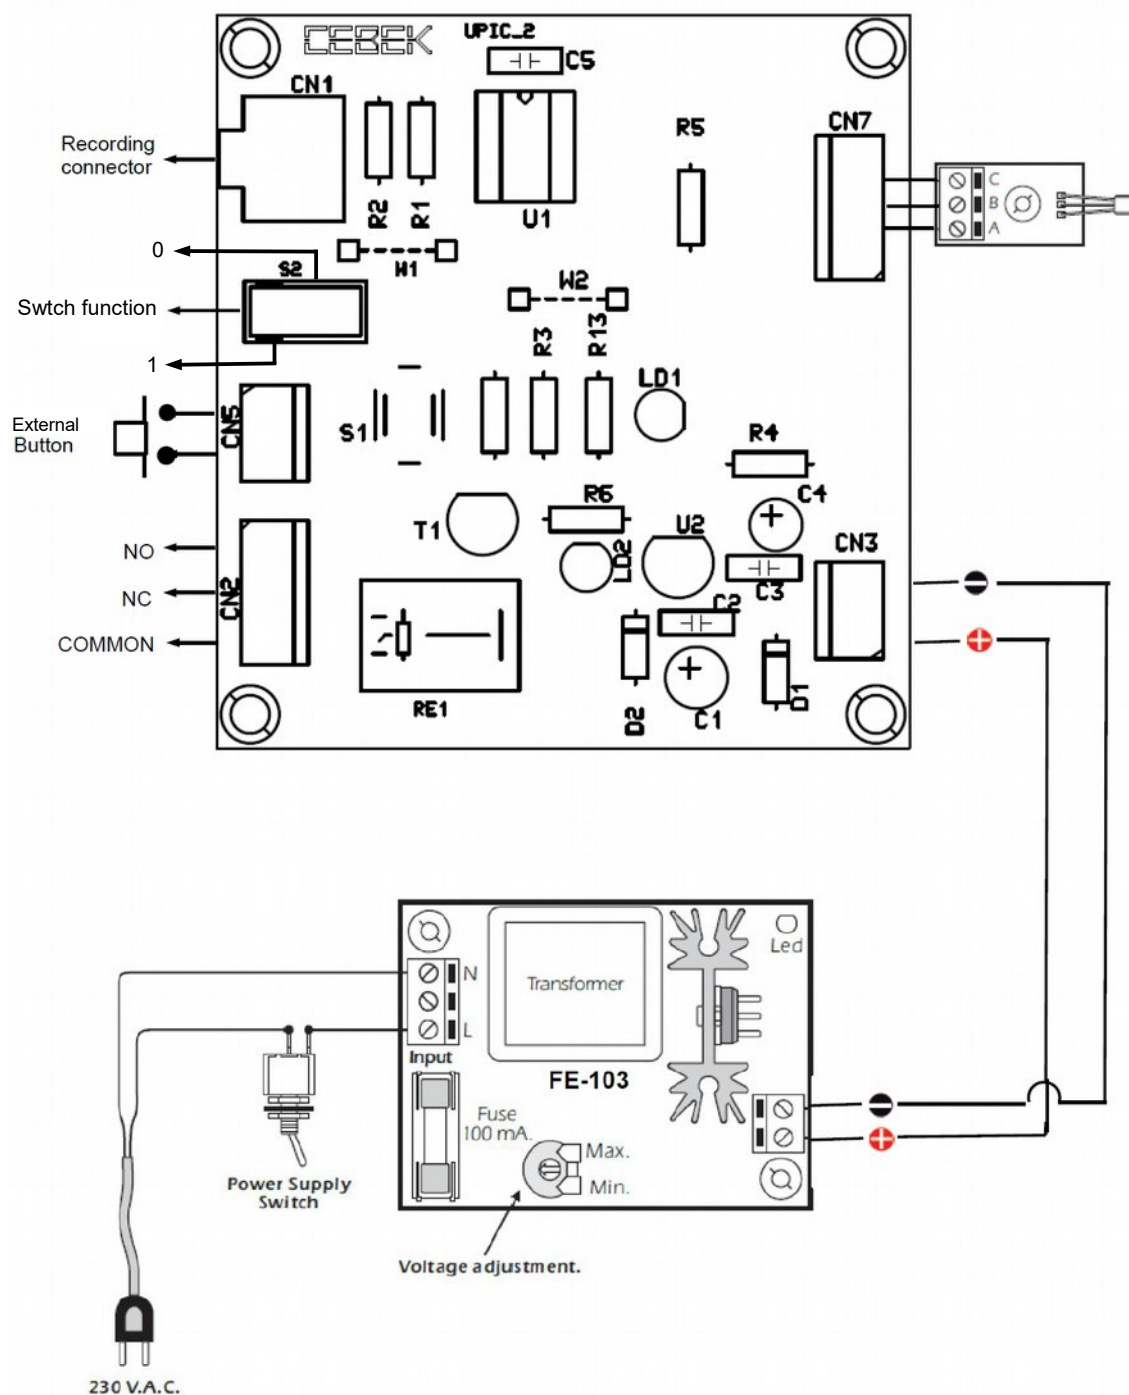 CEBEK
UPIC_2
C5
CN1
R5
CN7
Recording
connector
R2
R1
U1
C
B
A
0
S2
W1
W2
Swtch function
R3
R13
1
LD1
CN5
External
Button
S1
R4
R6
C4
T1
U2
NO
LD2
CN3
NC
CN2
C3
C2
COMMON
RE1
D2
C1
D1
Led
N
Transformer
L
Input
FE-103
Fuse
100 mA.
Max.
Min.
Power Supply
Switch
Voltage adjustment.
230 V.A.C.